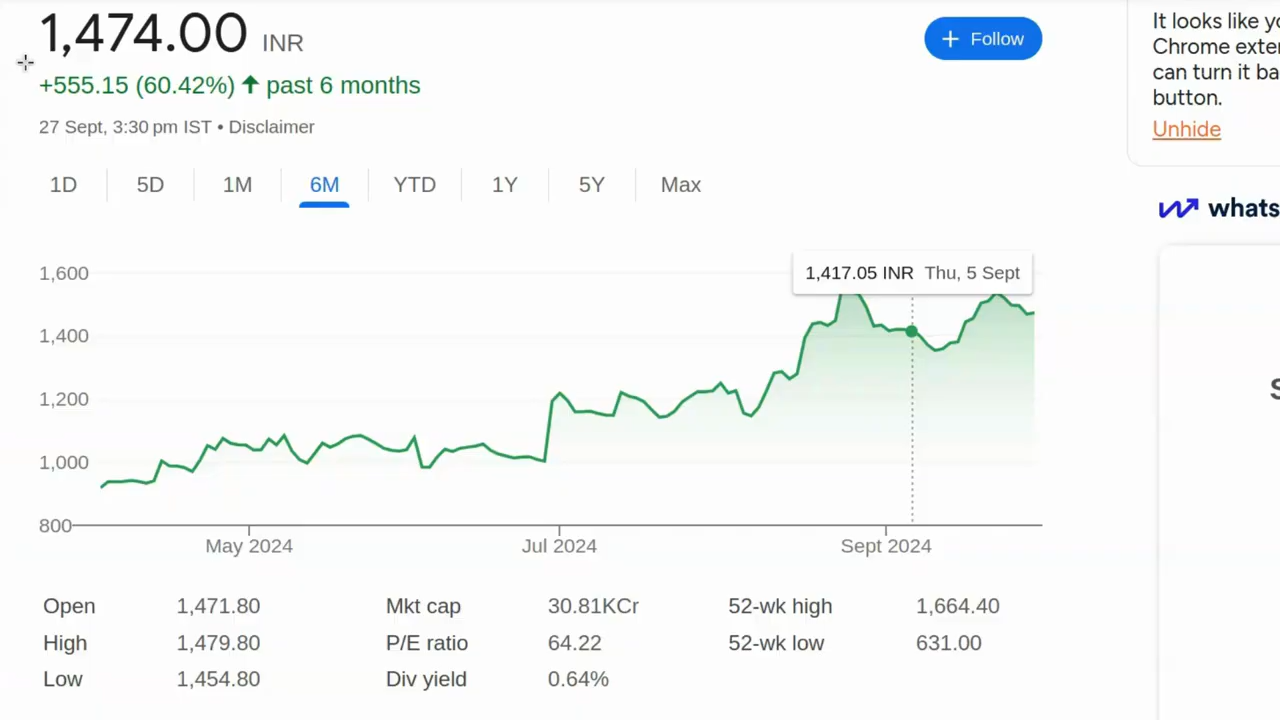 1,474.00 INR
+ Follow
+555.15 (60.42%) past 6 months
27 Sept, 3:30 pm IST • Disclaimer
1D 5D 1M 6M YTD 1Y 5Y Max
1,417.05 INR Thu, 5 Sept
1,600
1,400
1,200
1,000
800
May 2024 Jul 2024 Sept 2024
Open 1,471.80 Mkt cap 30.81KCr 52-wk high 1,664.40
High 1,479.80 P/E ratio 64.22 52-wk low 631.00
Low 1,454.80 Div yield 0.64%
It looks like yo
Chrome exter
can turn it ba
button.
Unhide
whats
S